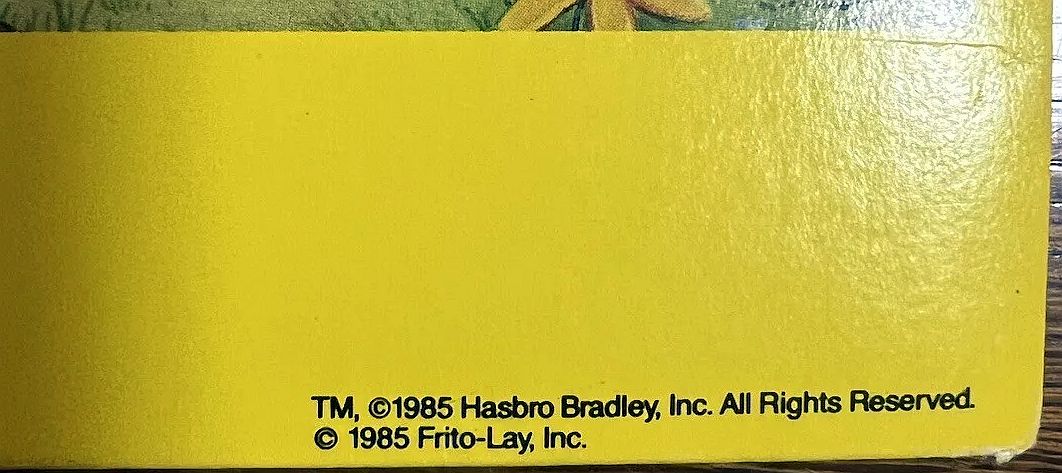 TM, ©1985 Hasbro Bradley, Inc. All Rights Reserved.
© 1985 Frito-Lay, Inc.